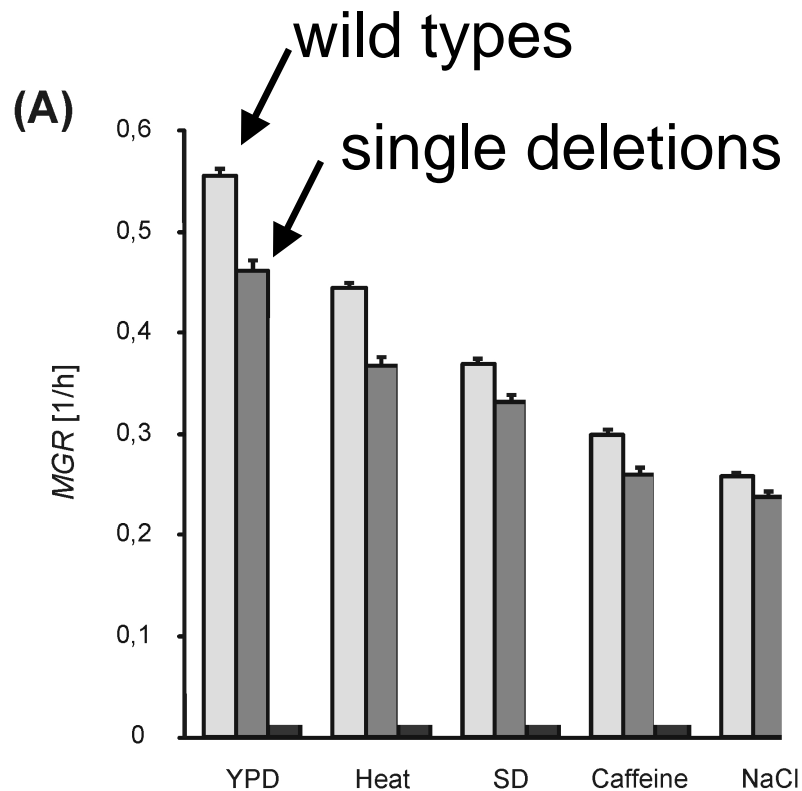 wild types
(A)
single deletions
0,6
0,5
0,4
0,3
0,2
0,1
0
MGR [1/h]
YPD Heat SD Caffeine NaCl